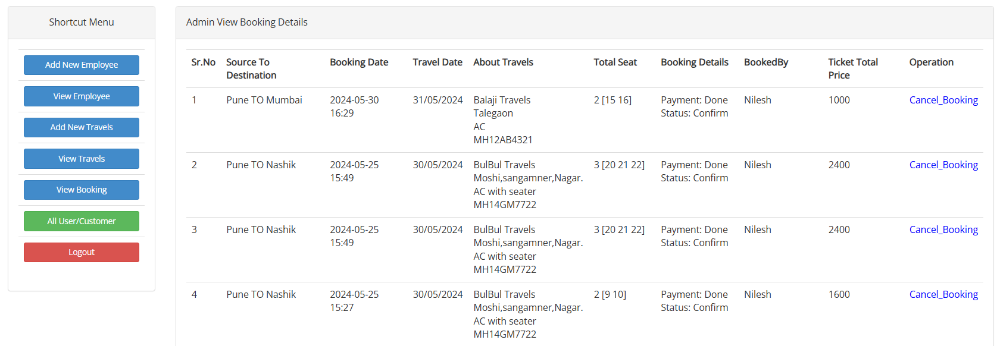 Shortcut Menu
Add New Employee
View Employee
Add New Travels
View Travels
View Booking
All User/Customer
Logout
Admin View Booking Details
Sr.No Source To Destination Booking Date Travel Date About Travels Total Seat Booking Details BookedBy Ticket Total Price Operation
1 Pune TO Mumbai 2024-05-30 16:29 31/05/2024 Balaji Travels Talegaon AC MH12AB4321 2 [15 16] Payment: Done Status: Confirm Nilesh 1000 Cancel_Booking
2 Pune TO Nashik 2024-05-25 15:49 30/05/2024 BulBul Travels Moshi,sangamner,Nagar. AC with seater MH14GM7722 3 [20 21 22] Payment: Done Status: Confirm Nilesh 2400 Cancel_Booking
3 Pune TO Nashik 2024-05-25 15:49 30/05/2024 BulBul Travels Moshi,sangamner,Nagar. AC with seater MH14GM7722 3 [20 21 22] Payment: Done Status: Confirm Nilesh 2400 Cancel_Booking
4 Pune TO Nashik 2024-05-25 15:27 30/05/2024 BulBul Travels Moshi,sangamner,Nagar. AC with seater MH14GM7722 2 [9 10] Payment: Done Status: Confirm Nilesh 1600 Cancel_Booking